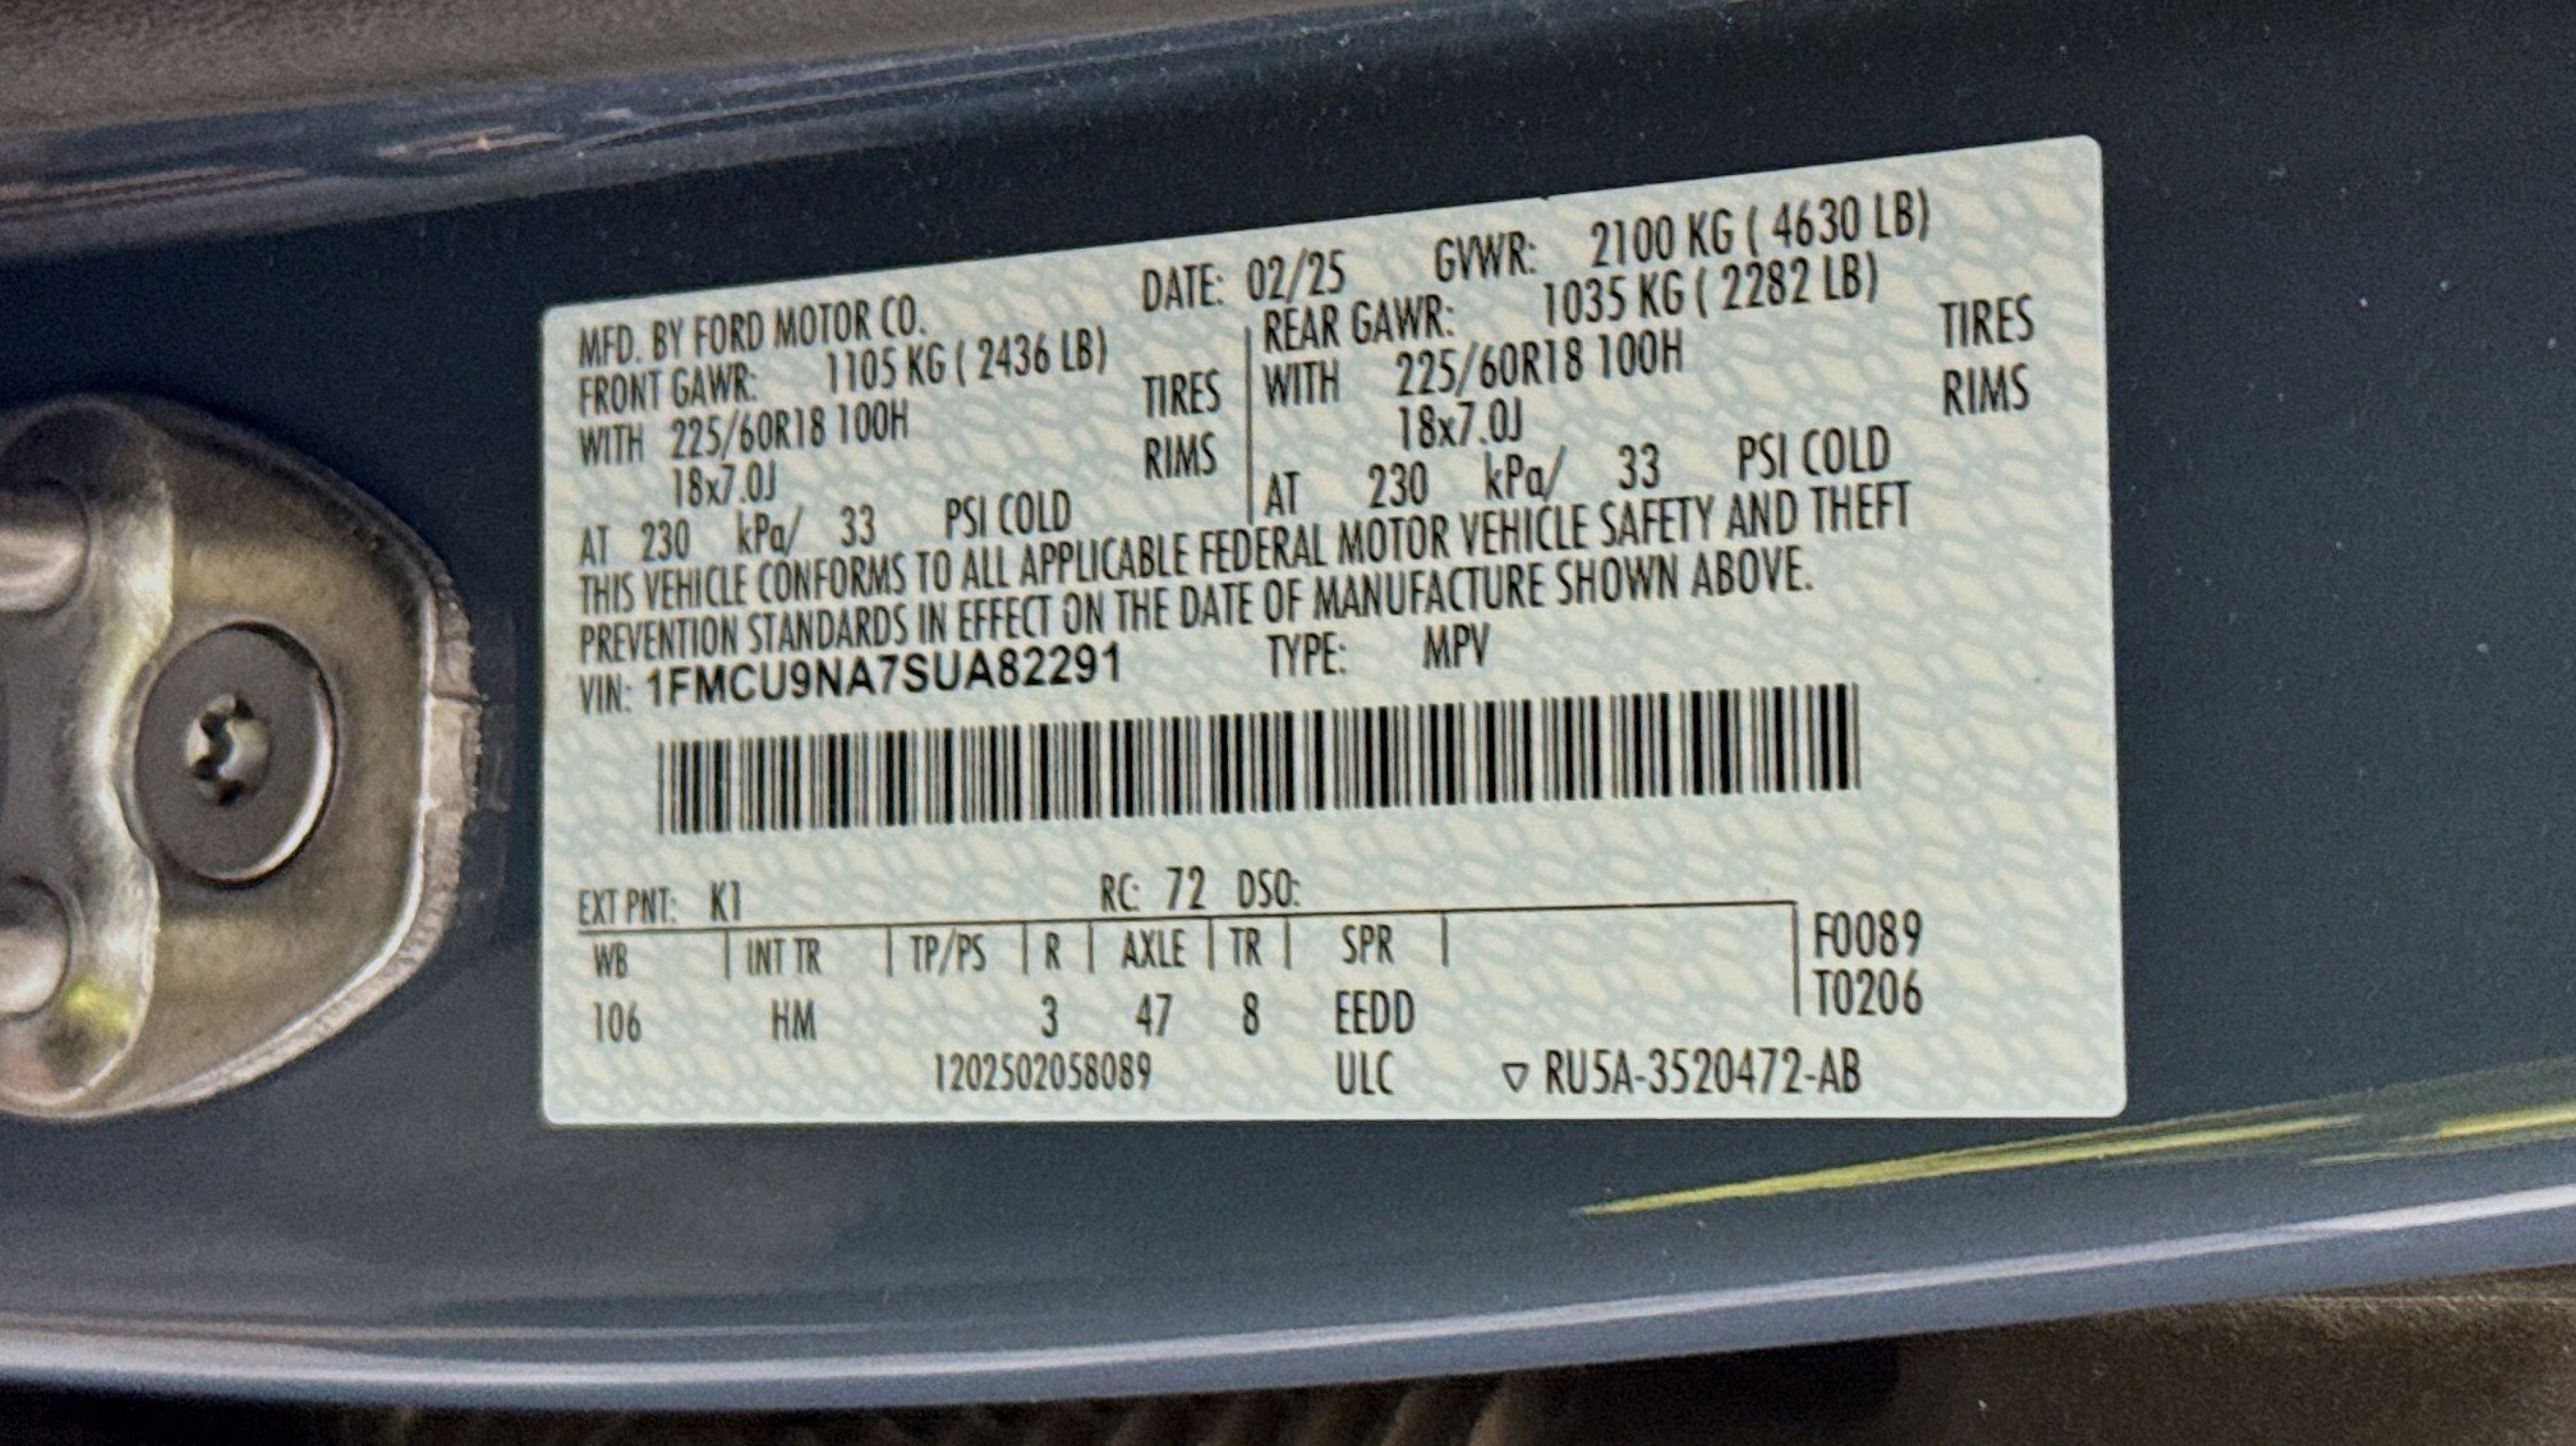 MFD. BY FORD MOTOR CO. DATE: 02/25 GVWR: 2100 KG ( 4630 LB)
FRONT GAWR: 1105 KG ( 2436 LB) REAR GAWR: 1035 KG ( 2282 LB)
WITH 225/60R18 100H TIRES WITH 225/60R18 100H TIRES
18x7.0J RIMS 18x7.0J RIMS
AT 230 kPa/ 33 PSI COLD AT 230 kPa/ 33 PSI COLD
THIS VEHICLE CONFORMS TO ALL APPLICABLE FEDERAL MOTOR VEHICLE SAFETY AND THEFT
PREVENTION STANDARDS IN EFFECT ON THE DATE OF MANUFACTURE SHOWN ABOVE.
VIN: 1FMCU9NA7SUA82291 TYPE: MPV
EXT PNT: K1 RC: 72 DSO:
WB INT TR TP/PS R AXLE TR SPR F0089
T0206
106 HM 3 47 8 EEDD
1202502058089 ULC ▽ RU5A-3520472-AB